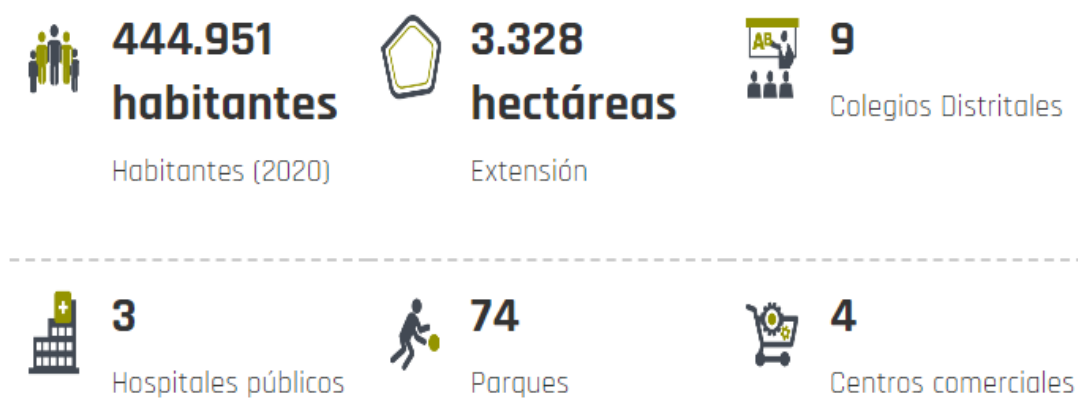 444.951
habitantes
Habitantes (2020)
3.328
hectáreas
Extensión
AB
9
Colegios Distritales
3
Hospitales públicos
74
Parques
4
Centros comerciales